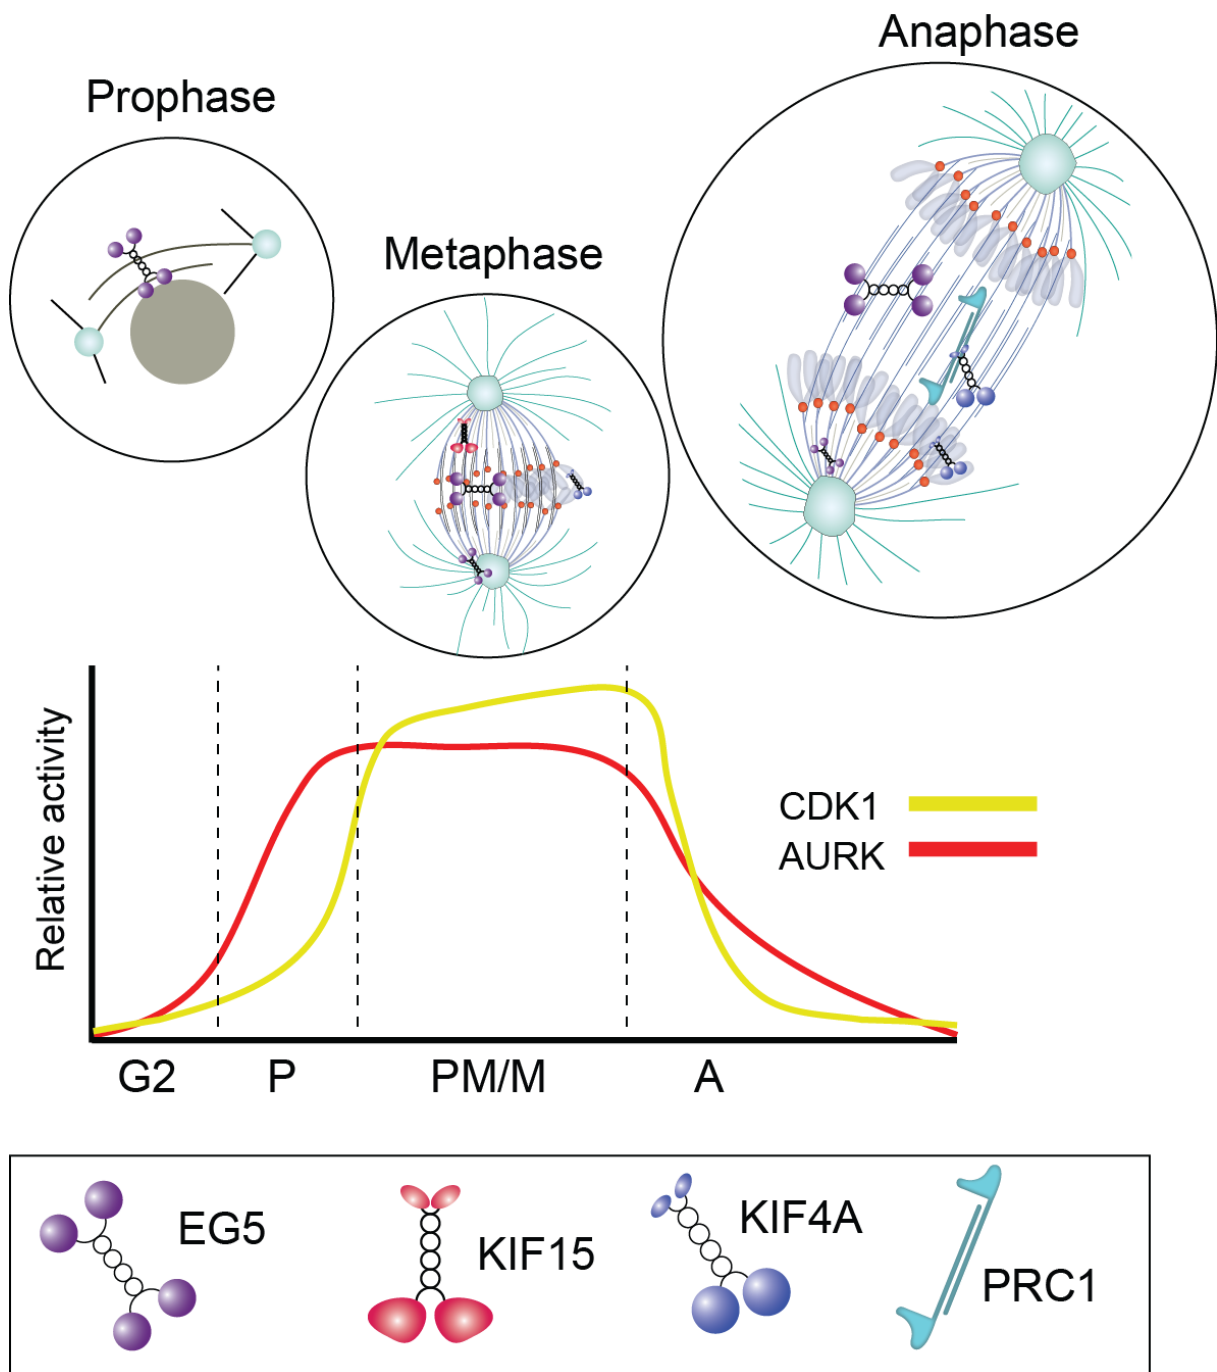 Anaphase
Prophase
Metaphase
Relative activity
CDK1
AURK
G2 P PM/M A
EG5 KIF15 KIF4A PRC1